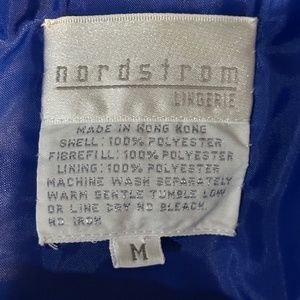 nordstrom
LINGERIE
MADE IN HONG KONG
SHELL: 100% POLYESTER
FIBREFILL: 100% POLYESTER
LINING: 100% POLYESTER
MACHINE WASH SEPARATELY
WARM GENTLE TUMBLE LOW
OR LINE DRY NO BLEACH.
NO IRON
M